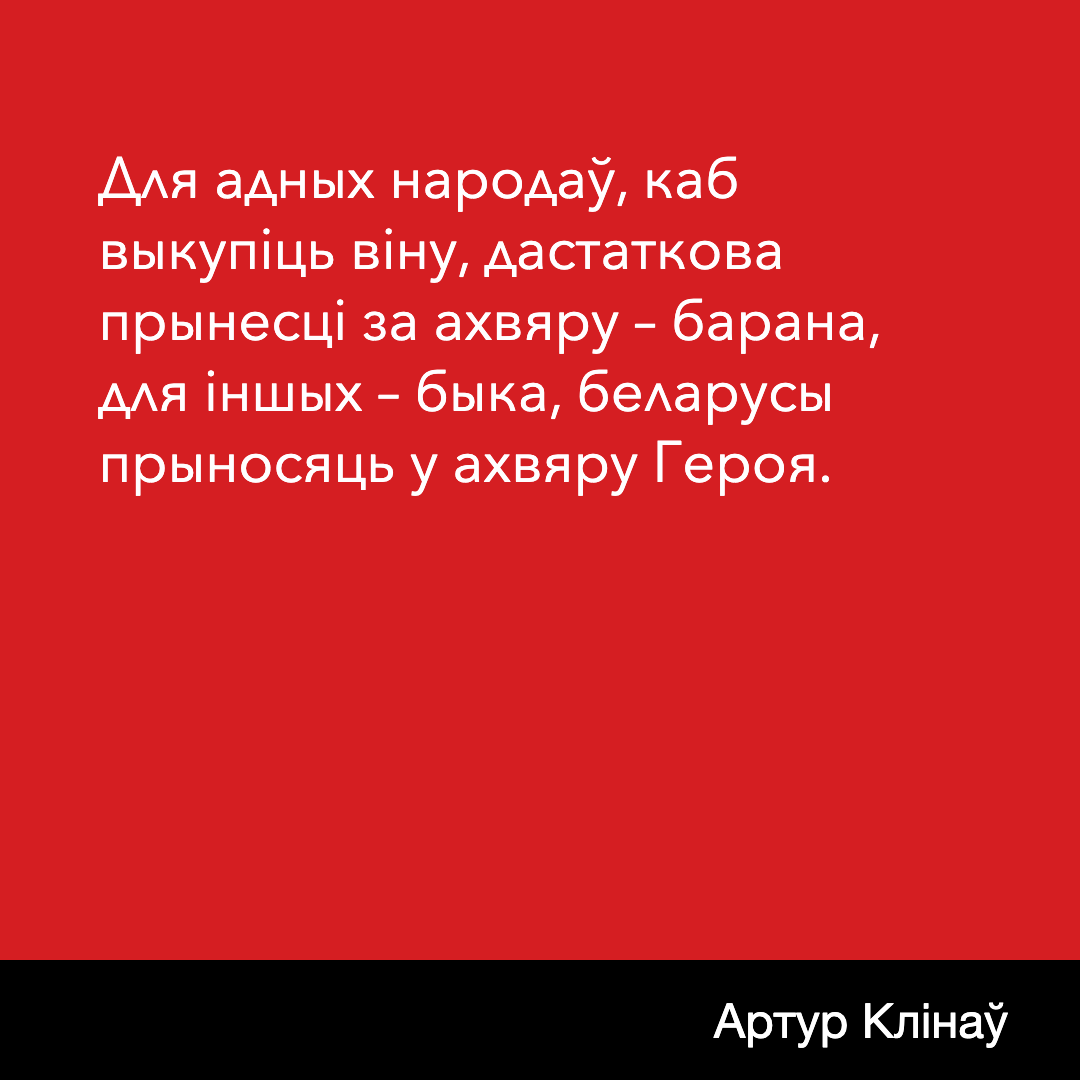 Для адных народаў, каб
выкупіць віну, дастаткова
прынесці за ахвяру – барана,
для іншых – быка, беларусы
прыносяць у ахвяру Героя.
Артур Клінаў